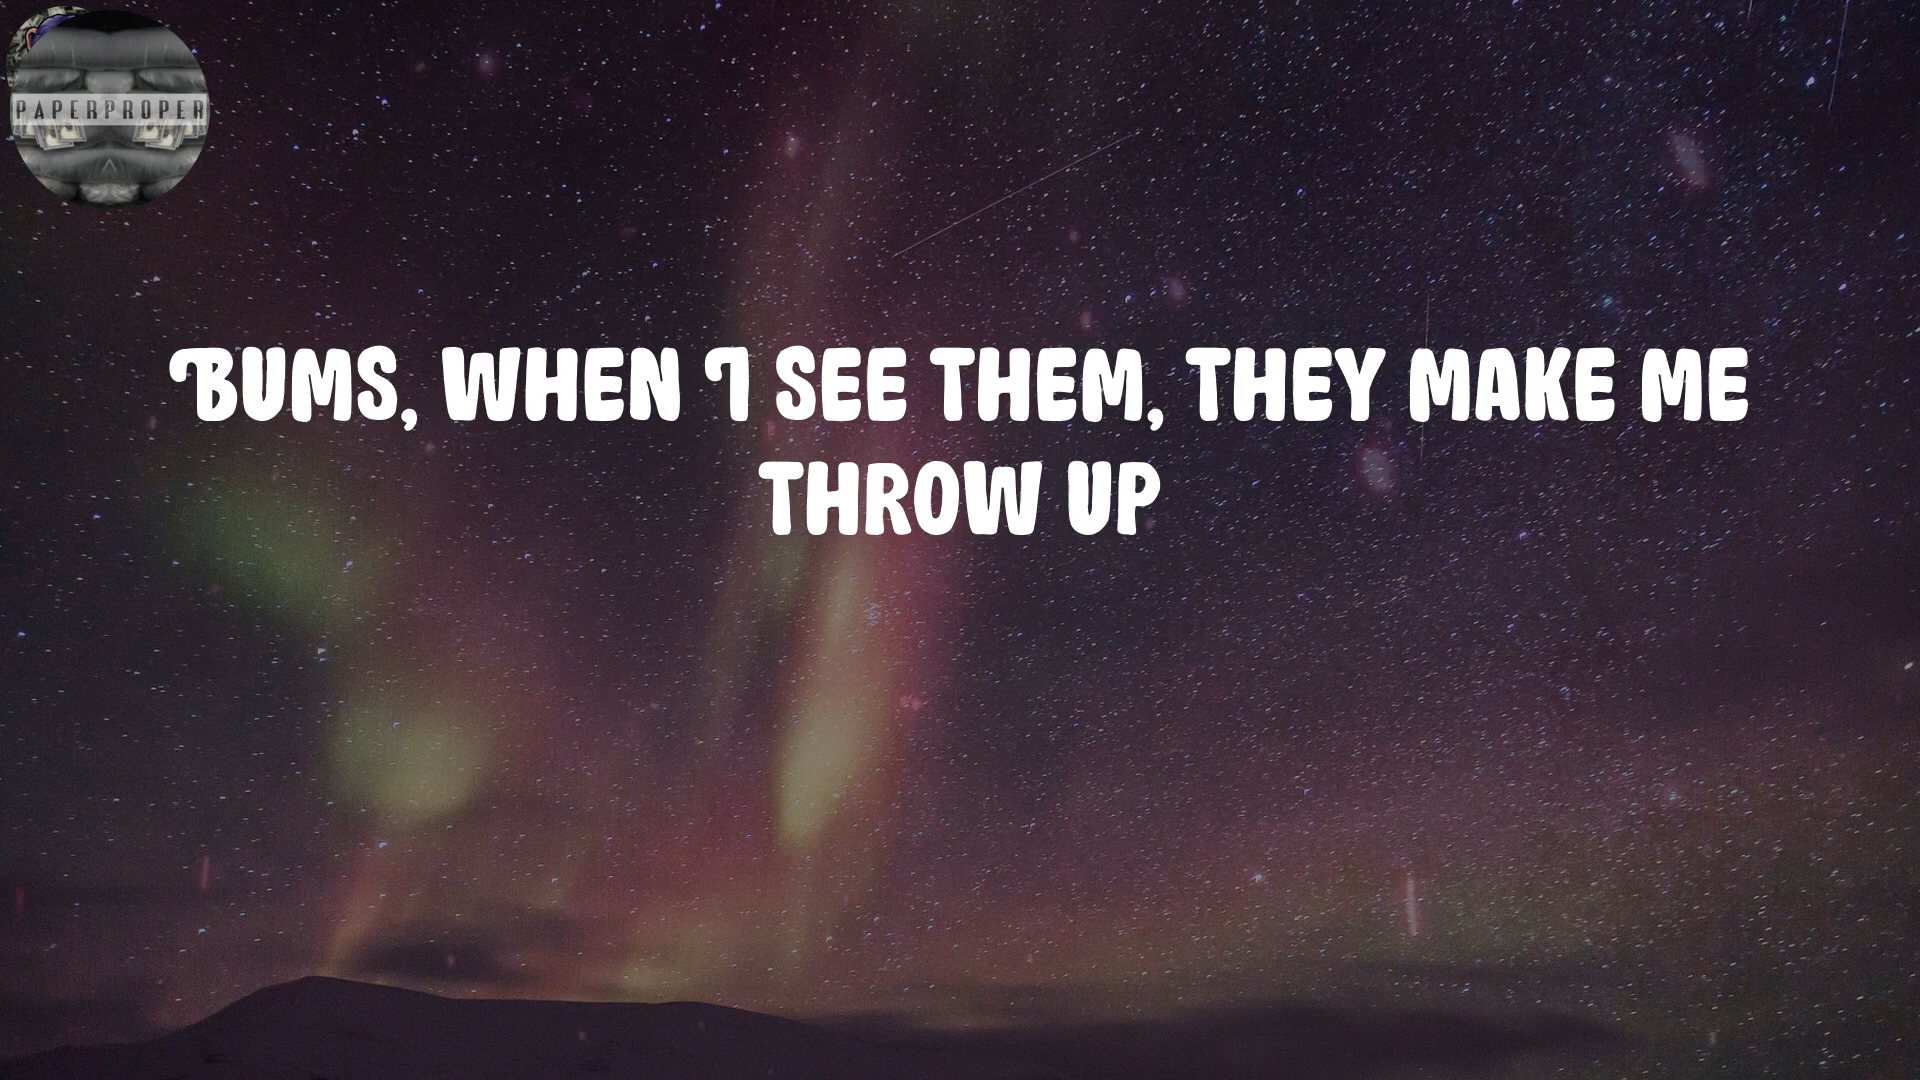 PAPERPROPER
BUMS, WHEN I SEE THEM, THEY MAKE ME
THROW UP